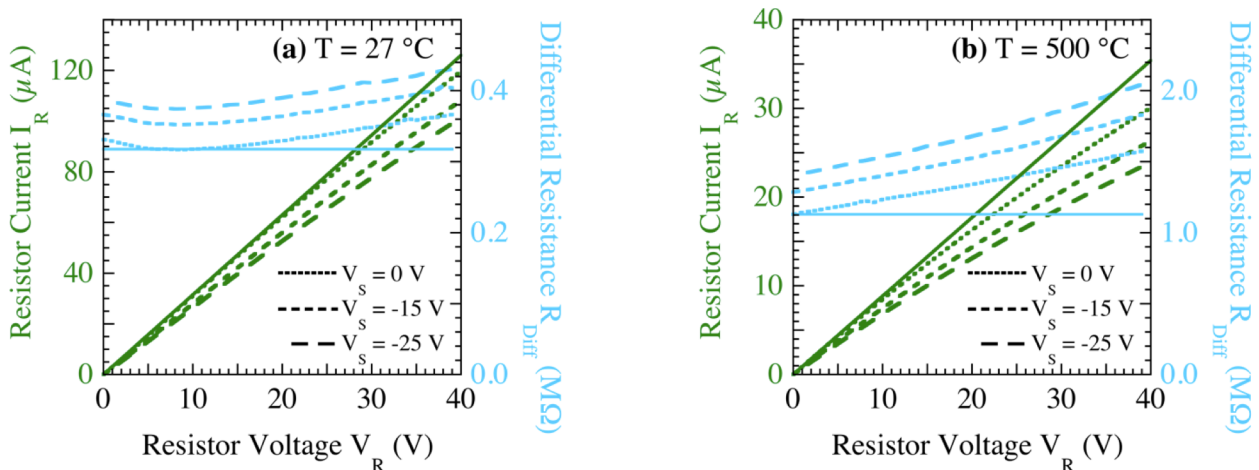 (a) T = 27 °C
Resistor Current I_R (µA)
120
80
40
0
Differential Resistance R_Diff (MΩ)
0.4
0.2
0.0
V_S = 0 V
V_S = -15 V
V_S = -25 V
0 10 20 30 40
Resistor Voltage V_R (V)
(b) T = 500 °C
Resistor Current I_R (µA)
40
30
20
10
0
Differential Resistance R_Diff (MΩ)
2.0
1.0
0.0
V_S = 0 V
V_S = -15 V
V_S = -25 V
0 10 20 30 40
Resistor Voltage V_R (V)